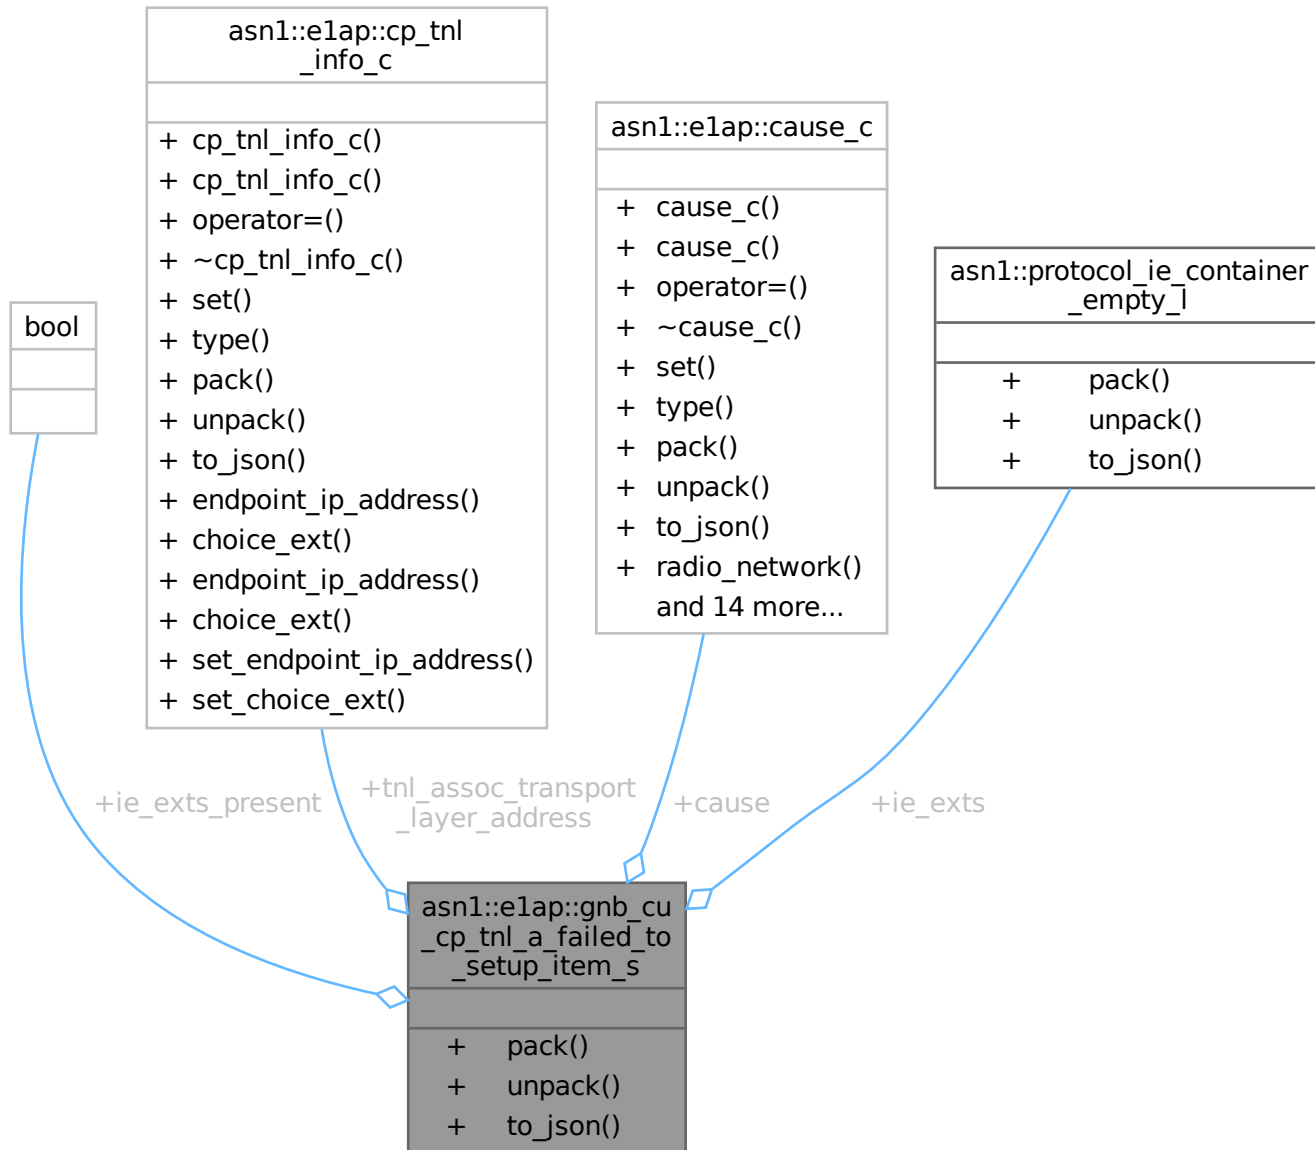 asn1::e1ap::cp_tnl
_info_c
+ cp_tnl_info_c()
+ cp_tnl_info_c()
+ operator=()
+ ~cp_tnl_info_c()
+ set()
+ type()
+ pack()
+ unpack()
+ to_json()
+ endpoint_ip_address()
+ choice_ext()
+ endpoint_ip_address()
+ choice_ext()
+ set_endpoint_ip_address()
+ set_choice_ext()
asn1::e1ap::cause_c
+ cause_c()
+ cause_c()
+ operator=()
+ ~cause_c()
+ set()
+ type()
+ pack()
+ unpack()
+ to_json()
+ radio_network()
and 14 more...
asn1::protocol_ie_container
_empty_l
+ pack()
+ unpack()
+ to_json()
bool
+ie_exts_present
+tnl_assoc_transport
_layer_address
+cause
+ie_exts
asn1::e1ap::gnb_cu
_cp_tnl_a_failed_to
_setup_item_s
+ pack()
+ unpack()
+ to_json()